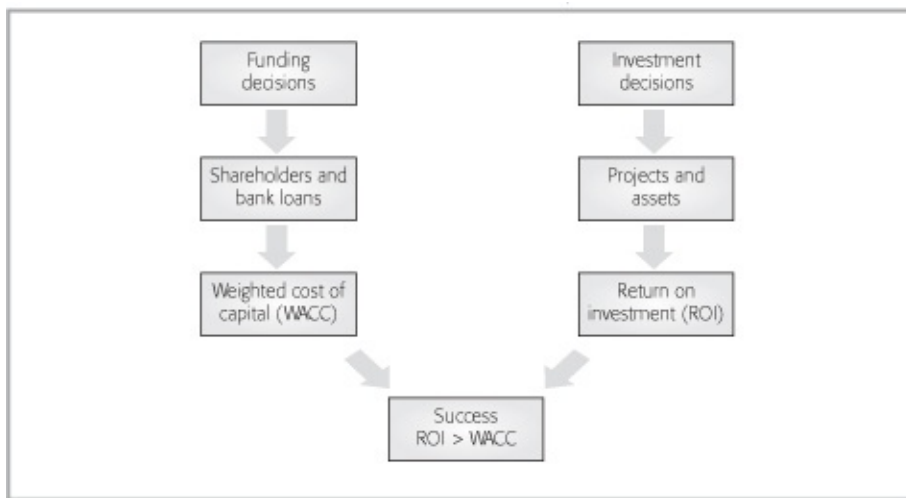 Funding
decisions
Investment
decisions
Shareholders and
bank loans
Projects and
assets
Weighted cost of
capital (WACC)
Return on
investment (ROI)
Success
ROI > WACC